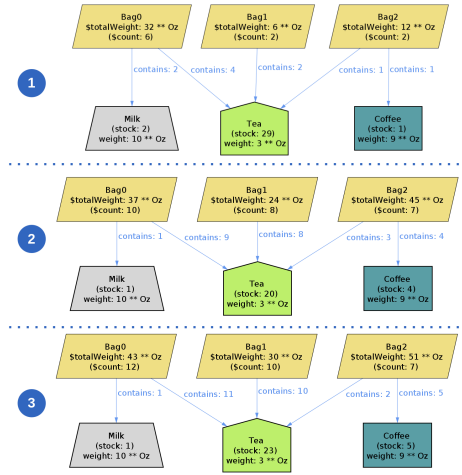 Bag0
$totalWeight: 32 ** Oz
($count: 6)
Bag1
$totalWeight: 6 ** Oz
($count: 2)
Bag2
$totalWeight: 12 ** Oz
($count: 2)
contains: 2
contains: 4
contains: 2
contains: 1
contains: 1
1
Milk
(stock: 2)
weight: 10 ** Oz
Tea
(stock: 29)
weight: 3 ** Oz
Coffee
(stock: 1)
weight: 9 ** Oz
Bag0
$totalWeight: 37 ** Oz
($count: 10)
Bag1
$totalWeight: 24 ** Oz
($count: 8)
Bag2
$totalWeight: 45 ** Oz
($count: 7)
contains: 1
contains: 9
contains: 8
contains: 3
contains: 4
2
Milk
(stock: 1)
weight: 10 ** Oz
Tea
(stock: 20)
weight: 3 ** Oz
Coffee
(stock: 4)
weight: 9 ** Oz
Bag0
$totalWeight: 43 ** Oz
($count: 12)
Bag1
$totalWeight: 30 ** Oz
($count: 10)
Bag2
$totalWeight: 51 ** Oz
($count: 7)
contains: 1
contains: 11
contains: 10
contains: 2
contains: 5
3
Milk
(stock: 1)
weight: 10 ** Oz
Tea
(stock: 23)
weight: 3 ** Oz
Coffee
(stock: 5)
weight: 9 ** Oz